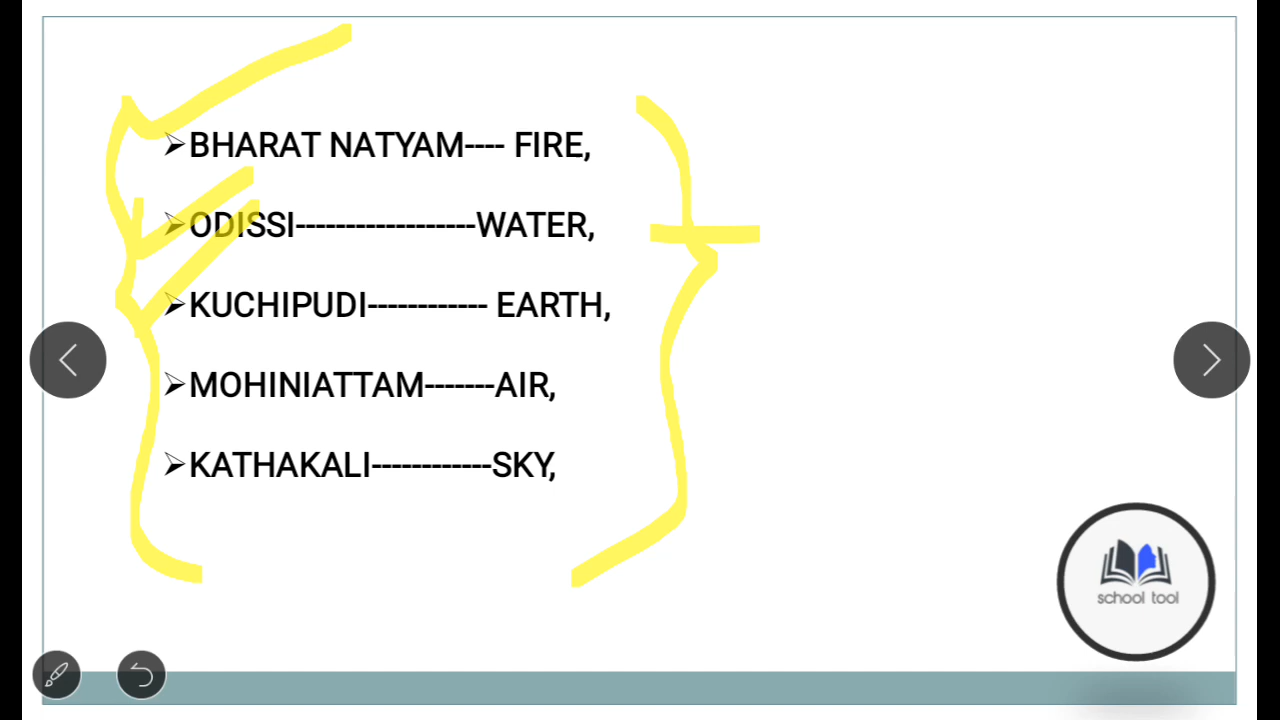 ➢BHARAT NATYAM---- FIRE,
➢ODISSI------------------WATER,
➢KUCHIPUDI------------ EARTH,
➢MOHINIATTAM-------AIR,
➢KATHAKALI------------SKY,
school tool